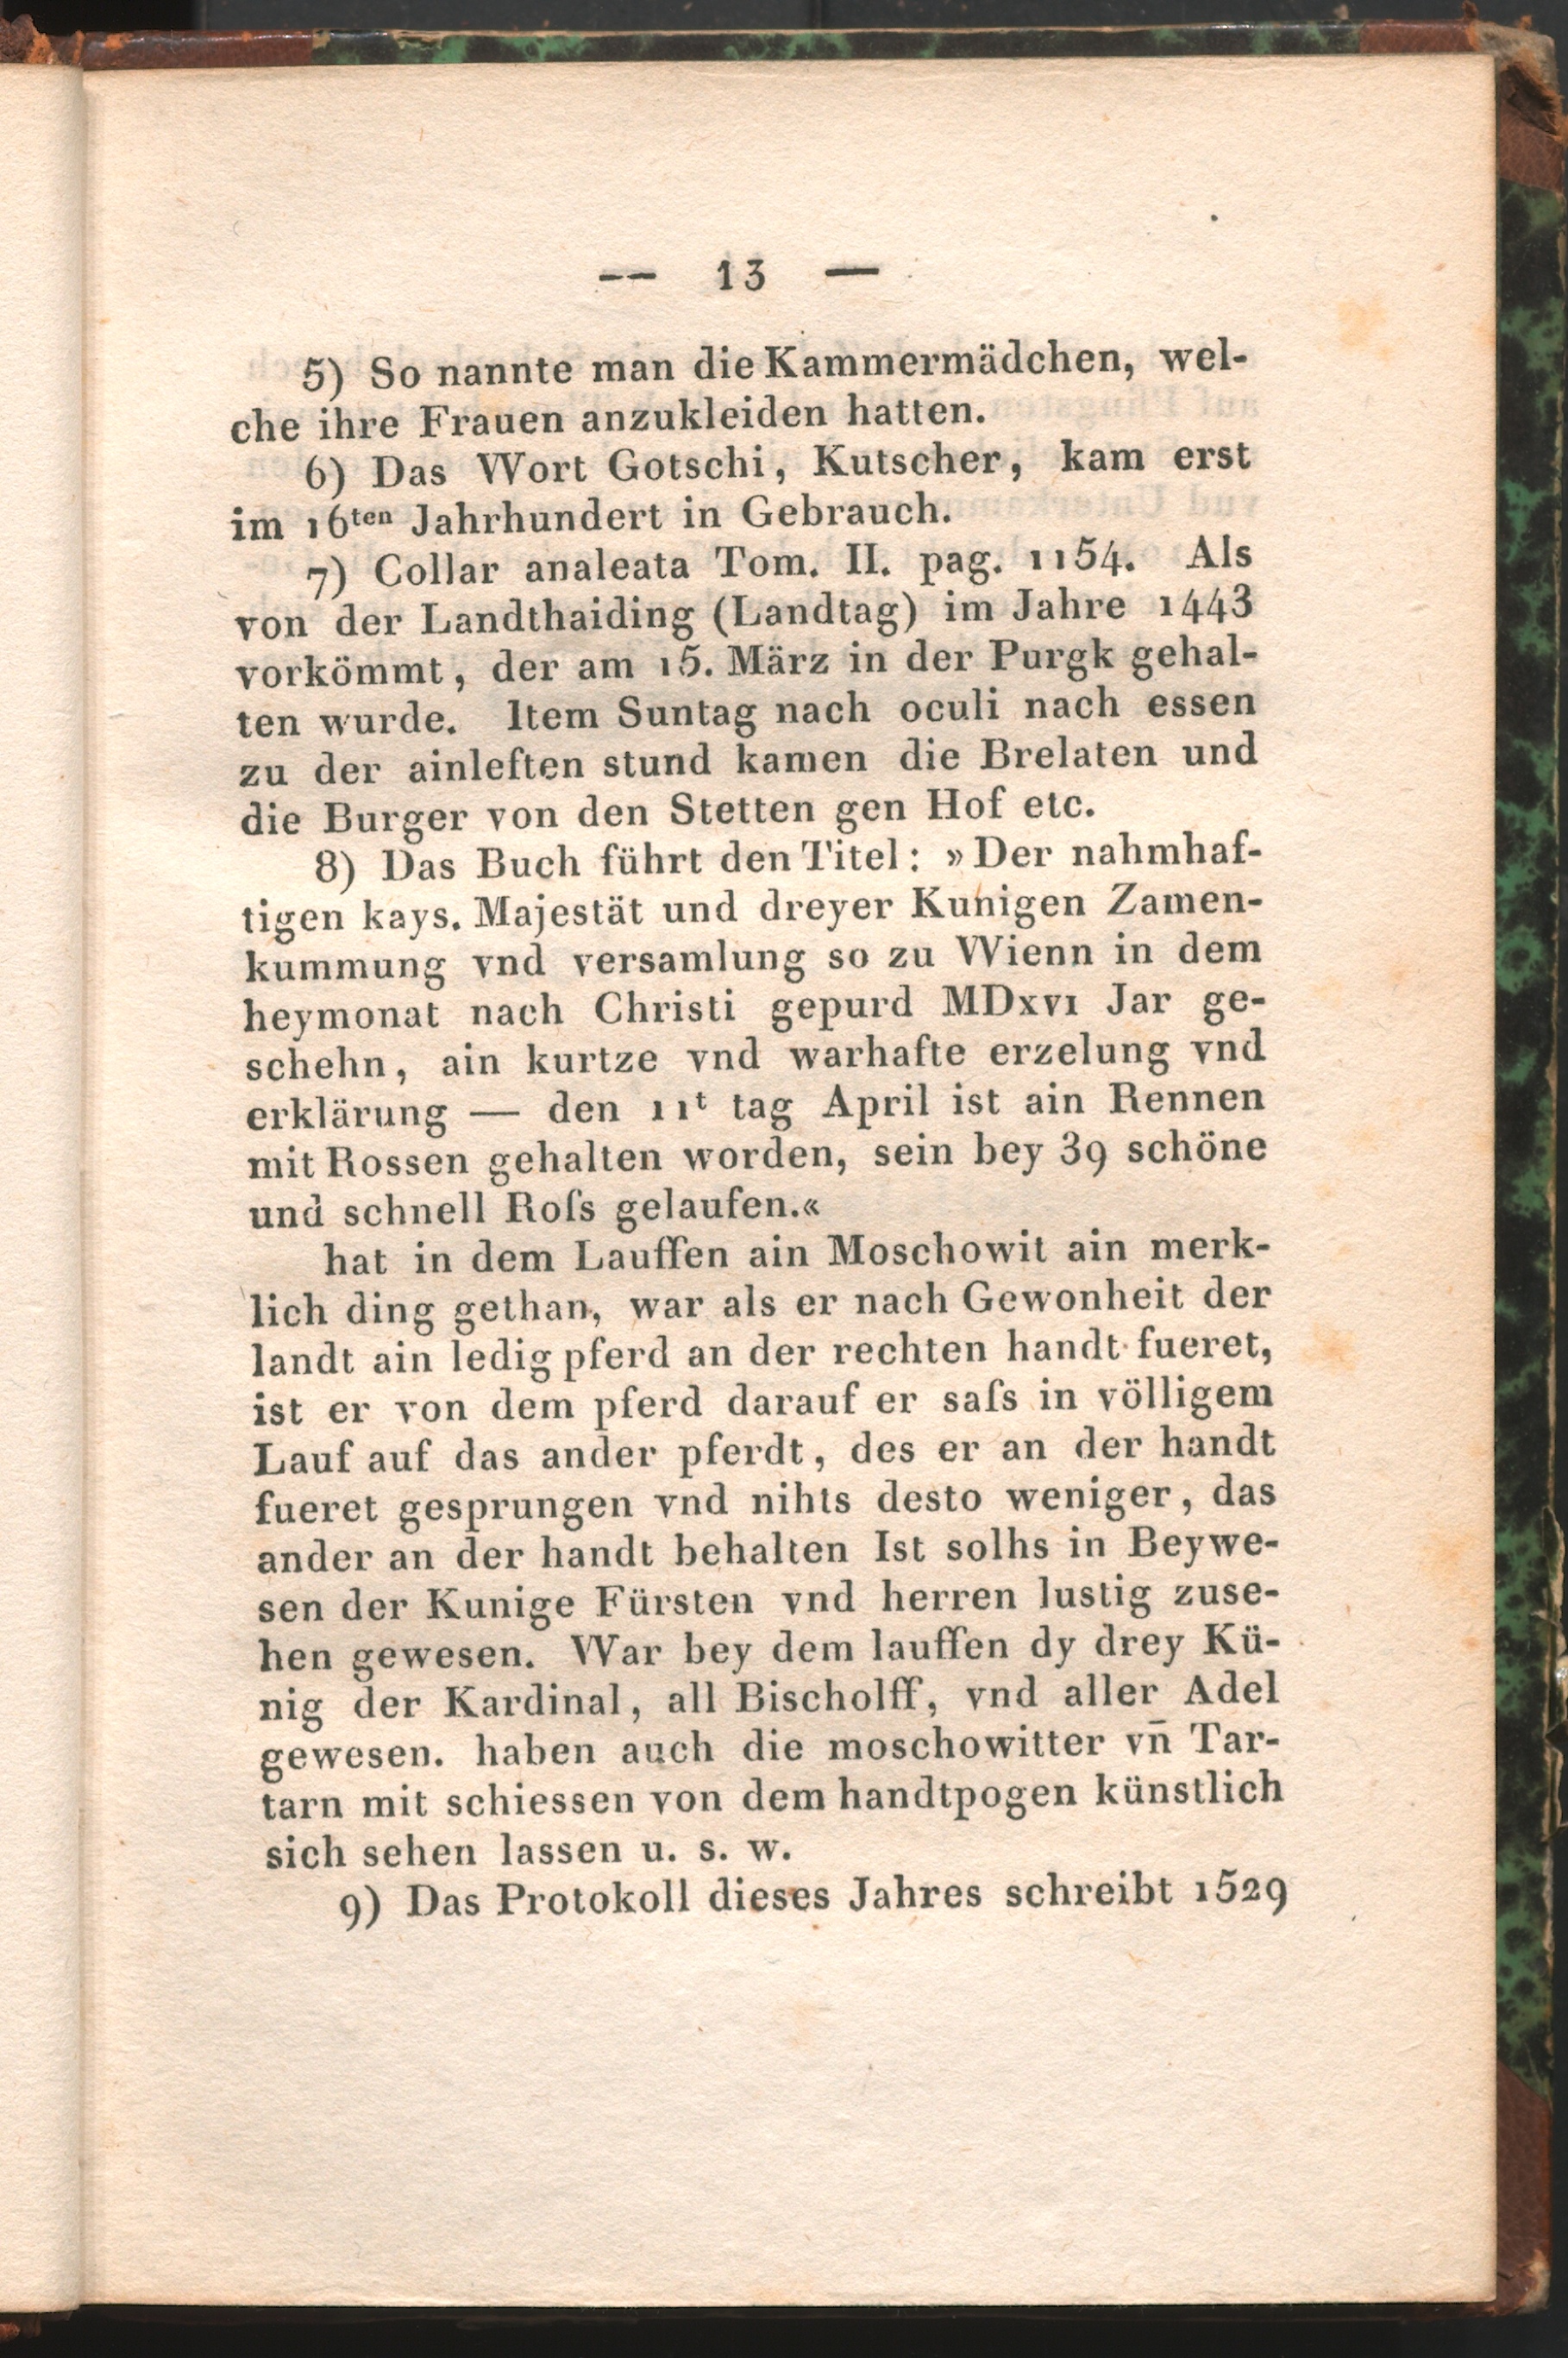 — 13 —
5) So nannte man die Kammermädchen, wel-
che ihre Frauen anzukleiden hatten.
6) Das Wort Gotschi, Kutscher, kam erst
im 16ten Jahrhundert in Gebrauch.
7) Collar analeata Tom. II. pag. 1154. Als
von der Landthaiding (Landtag) im Jahre 1443
vorkömmt, der am 15. März in der Purgk gehal-
ten wurde. Item Suntag nach oculi nach essen
zu der ainleften stund kamen die Brelaten und
die Burger von den Stetten gen Hof etc.
8) Das Buch führt den Titel: »Der nahmhaf-
tigen kays. Majestät und dreyer Kunigen Zamen-
kummung vnd versamlung so zu Wienn in dem
heymonat nach Christi gepurd MDxvi Jar ge-
schehn, ain kurtze vnd warhafte erzelung vnd
erklärung — den 11t tag April ist ain Rennen
mit Rossen gehalten worden, sein bey 39 schöne
und schnell Roſs gelaufen.«
hat in dem Lauffen ain Moschowit ain merk-
lich ding gethan, war als er nach Gewonheit der
landt ain ledig pferd an der rechten handt fueret,
ist er von dem pferd darauf er saſs in völligem
Lauf auf das ander pferdt, des er an der handt
fueret gesprungen vnd nihts desto weniger, das
ander an der handt behalten Ist solhs in Beywe-
sen der Kunige Fürsten vnd herren lustig zuse-
hen gewesen. War bey dem lauffen dy drey Kü-
nig der Kardinal, all Bischolff, vnd aller Adel
gewesen. haben auch die moschowitter vn̄ Tar-
tarn mit schiessen von dem handtpogen künstlich
sich sehen lassen u. s. w.
9) Das Protokoll dieses Jahres schreibt 1529